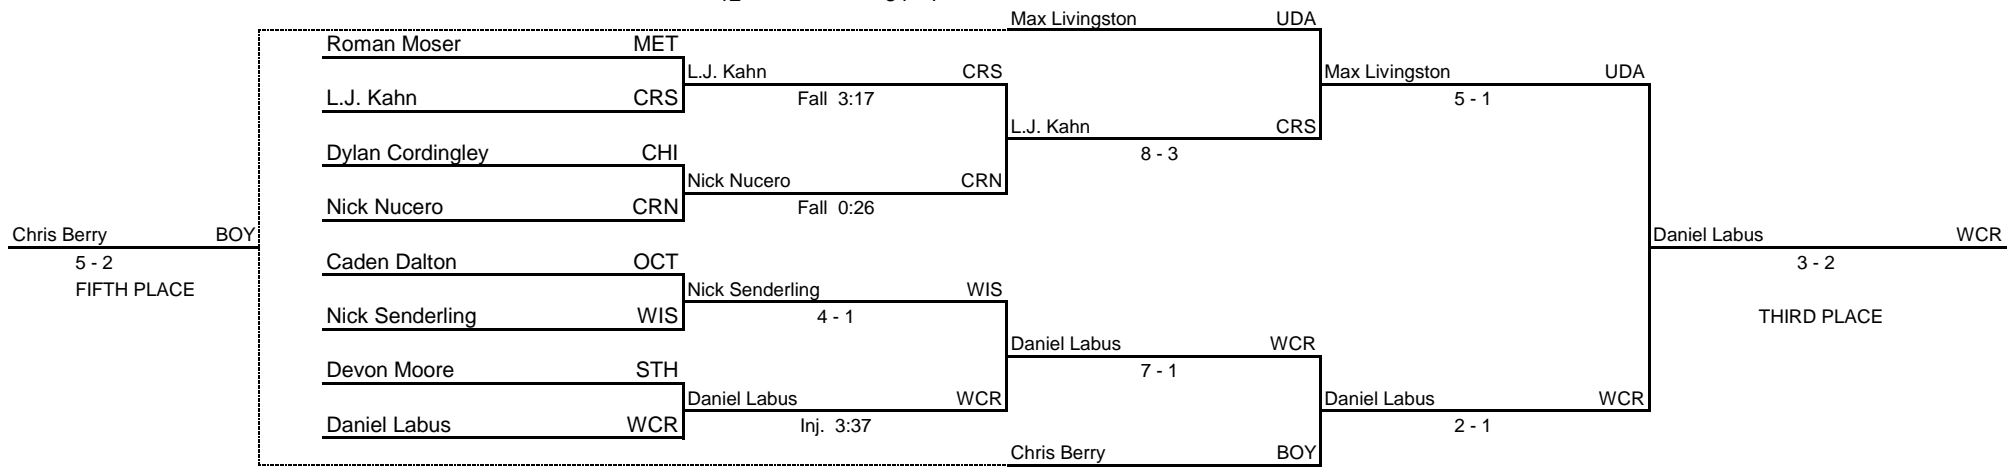 Max Livingston UDA
Roman Moser MET
L.J. Kahn CRS
Max Livingston UDA
L.J. Kahn CRS
Fall 3:17
5 - 1
L.J. Kahn CRS
Dylan Cordingley CHI
8 - 3
Nick Nucero CRN
Nick Nucero CRN
Fall 0:26
Chris Berry BOY
Daniel Labus WCR
5 - 2
Caden Dalton OCT
3 - 2
FIFTH PLACE
Nick Senderling WIS
Nick Senderling WIS
4 - 1
THIRD PLACE
Daniel Labus WCR
Devon Moore STH
7 - 1
Daniel Labus WCR
Daniel Labus WCR
Daniel Labus WCR
Inj. 3:37
2 - 1
Chris Berry BOY